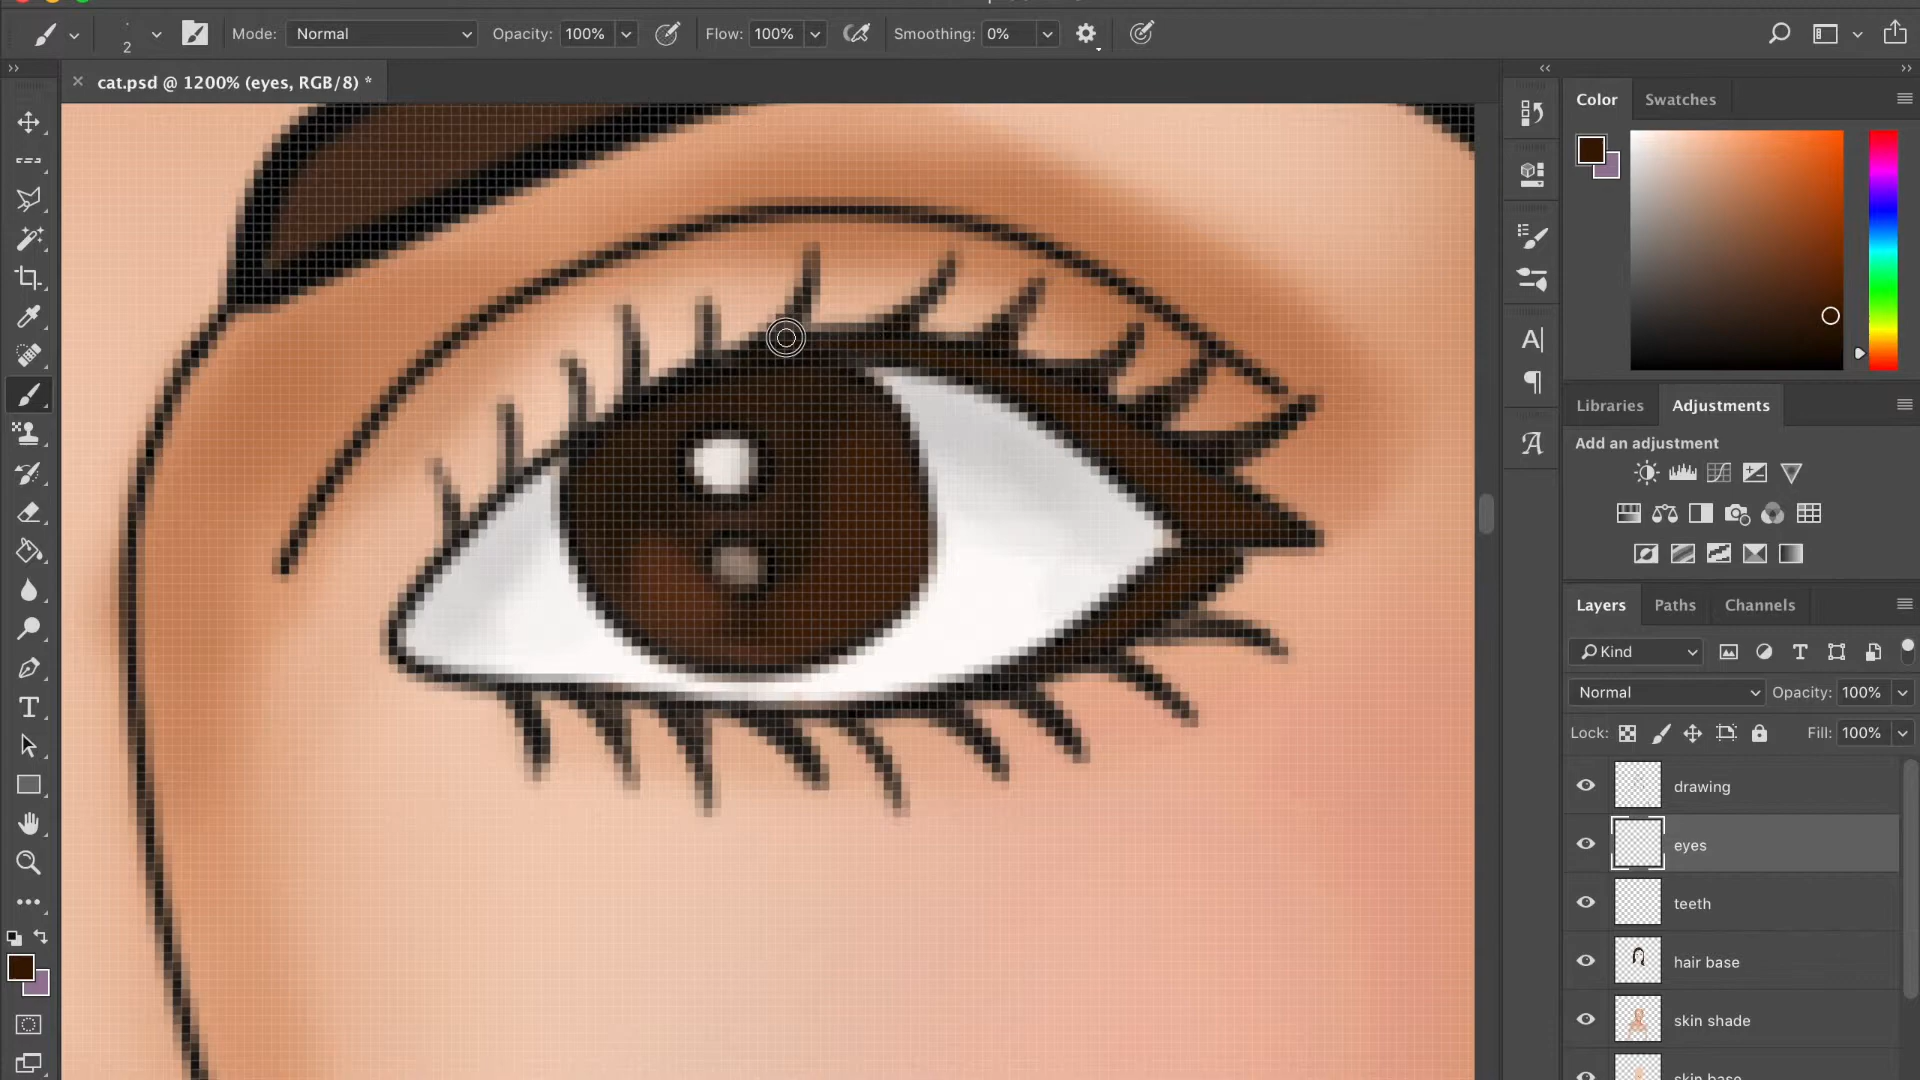 2
Mode: Normal
Opacity: 100%
Flow: 100%
Smoothing: 0%
cat.psd @ 1200% (eyes, RGB/8) *
Color
Swatches
Libraries
Adjustments
Add an adjustment
Layers
Paths
Channels
Kind
Normal
Opacity: 100%
Lock:
Fill: 100%
drawing
eyes
teeth
hair base
skin shade
skin base